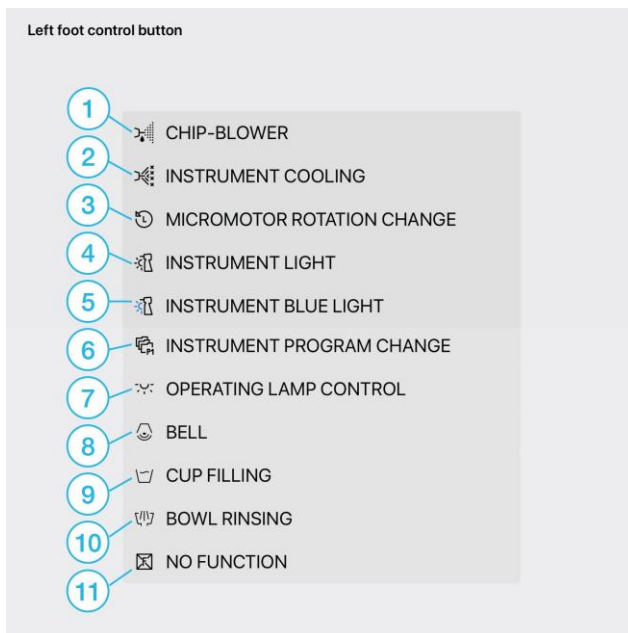 Left foot control button
1 CHIP-BLOWER
2 INSTRUMENT COOLING
3 MICROMOTOR ROTATION CHANGE
4 INSTRUMENT LIGHT
5 INSTRUMENT BLUE LIGHT
6 INSTRUMENT PROGRAM CHANGE
7 OPERATING LAMP CONTROL
8 BELL
9 CUP FILLING
10 BOWL RINSING
11 NO FUNCTION